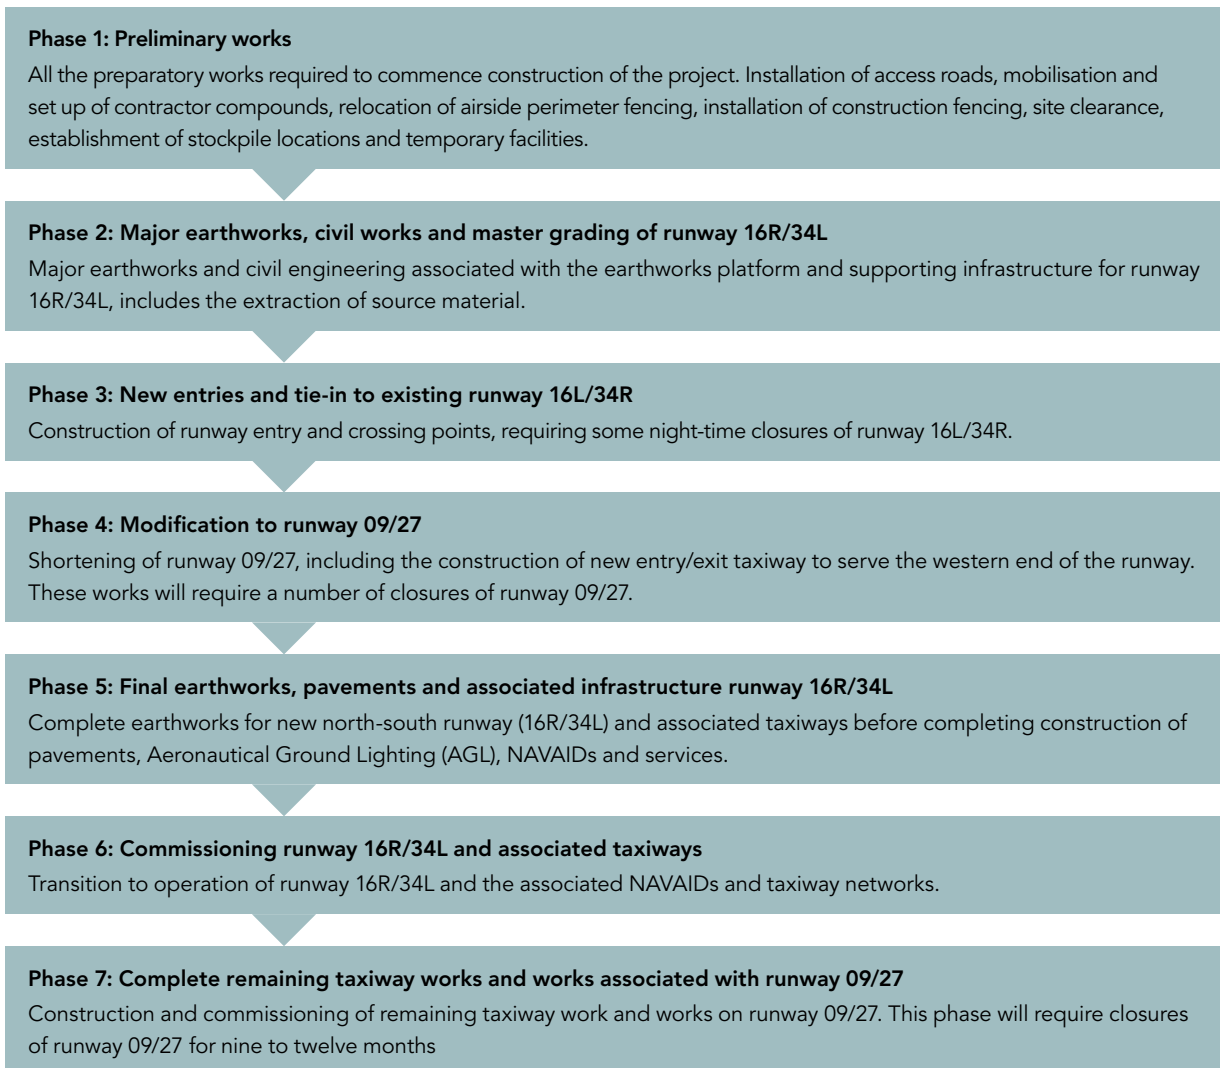 Phase 1: Preliminary works
All the preparatory works required to commence construction of the project. Installation of access roads, mobilisation and
set up of contractor compounds, relocation of airside perimeter fencing, installation of construction fencing, site clearance,
establishment of stockpile locations and temporary facilities.
Phase 2: Major earthworks, civil works and master grading of runway 16R/34L
Major earthworks and civil engineering associated with the earthworks platform and supporting infrastructure for runway
16R/34L, includes the extraction of source material.
Phase 3: New entries and tie-in to existing runway 16L/34R
Construction of runway entry and crossing points, requiring some night-time closures of runway 16L/34R.
Phase 4: Modification to runway 09/27
Shortening of runway 09/27, including the construction of new entry/exit taxiway to serve the western end of the runway.
These works will require a number of closures of runway 09/27.
Phase 5: Final earthworks, pavements and associated infrastructure runway 16R/34L
Complete earthworks for new north-south runway (16R/34L) and associated taxiways before completing construction of
pavements, Aeronautical Ground Lighting (AGL), NAVAIDs and services.
Phase 6: Commissioning runway 16R/34L and associated taxiways
Transition to operation of runway 16R/34L and the associated NAVAIDs and taxiway networks.
Phase 7: Complete remaining taxiway works and works associated with runway 09/27
Construction and commissioning of remaining taxiway work and works on runway 09/27. This phase will require closures
of runway 09/27 for nine to twelve months